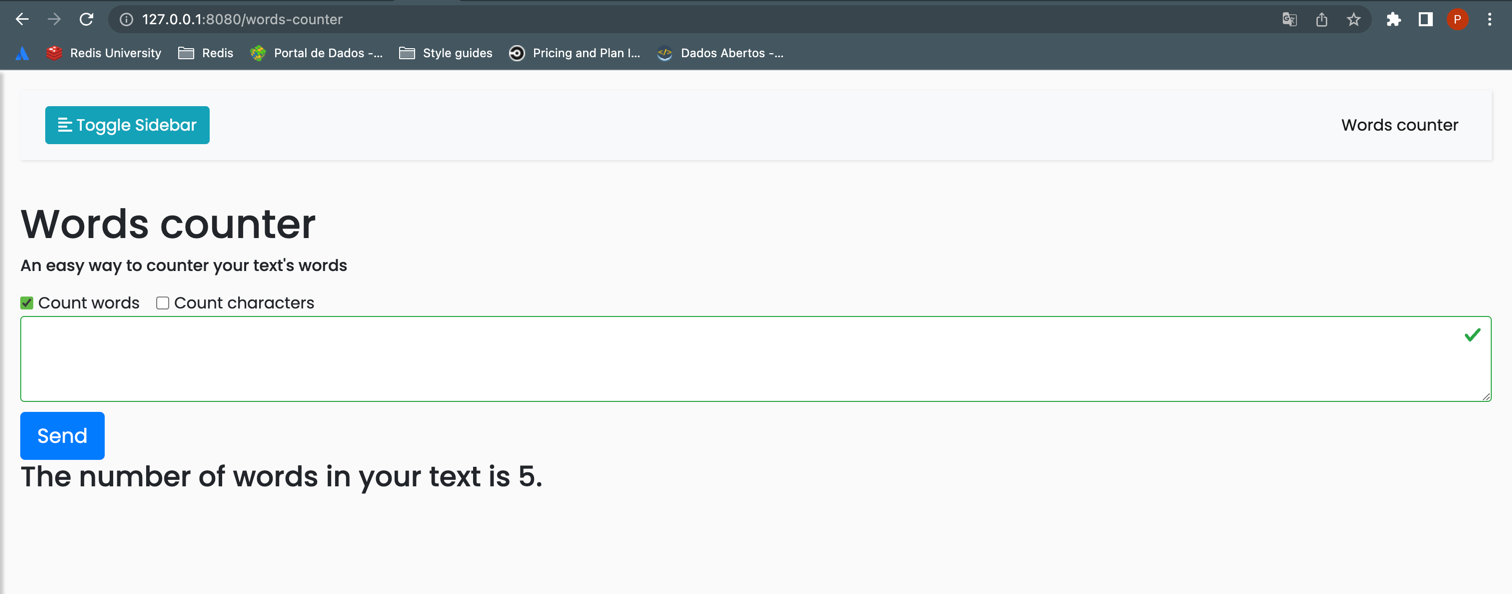 127.0.0.1:8080/words-counter
P
Redis University Redis Portal de Dados -... Style guides Pricing and Plan I... Dados Abertos -...
Toggle Sidebar Words counter
Words counter
An easy way to counter your text's words
Count words Count characters
Send
The number of words in your text is 5.